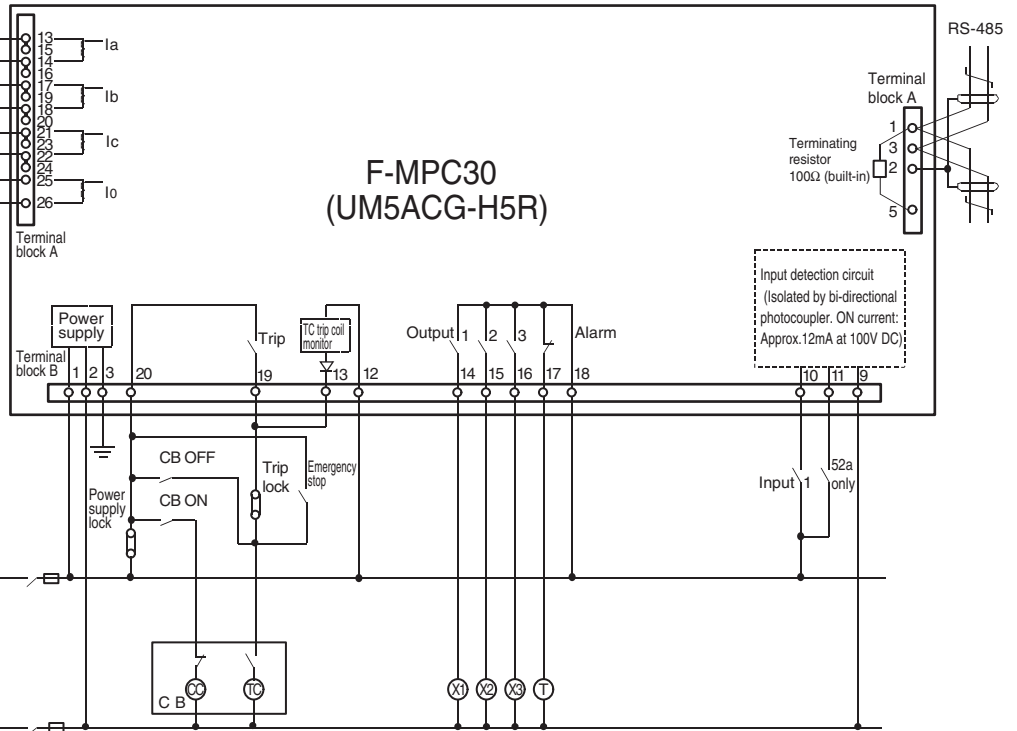 13
15
14
16
17
19
18
20
21
23
22
24
25
26
Ia
Ib
Ic
I0
Terminal
block A
F-MPC30
(UM5ACG-H5R)
RS-485
Terminal
block A
1
3
2
5
Terminating
resistor
100Ω (built-in)
Input detection circuit
(Isolated by bi-directional
photocoupler. ON current:
Approx.12mA at 100V DC)
Power
supply
Terminal
block B
1 2 3 20
Trip
19
TC trip coil
monitor
13 12
Output 1 2 3 Alarm
14 15 16 17 18
10 11 9
CB OFF
CB ON
Power
supply
lock
Trip
lock
Emergency
stop
Input 1
52a
only
CC TC
C B
X1 X2 X3 T